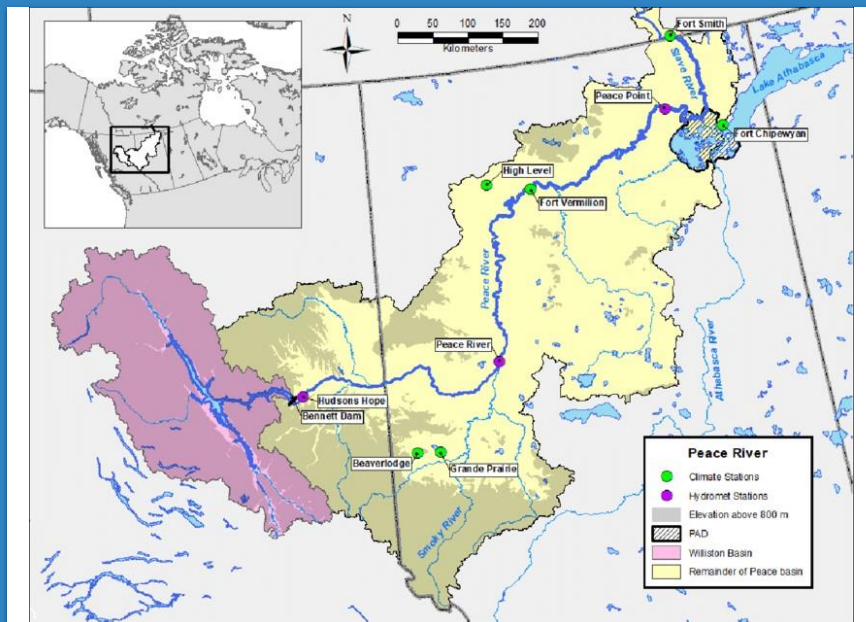 N
0 50 100 150 200
Kilometers
Fort Smith
Slave River
Lake Athabasca
Peace Point
Fort Chipewyan
High Level
Fort Vermilion
Peace River
Athabasca River
Peace River
Hudsons Hope
Bennett Dam
Beaverlodge
Grande Prairie
Smoky River
Peace River
Climate Stations
Hydromet Stations
Elevation above 800 m
PAD
Williston Basin
Remainder of Peace basin